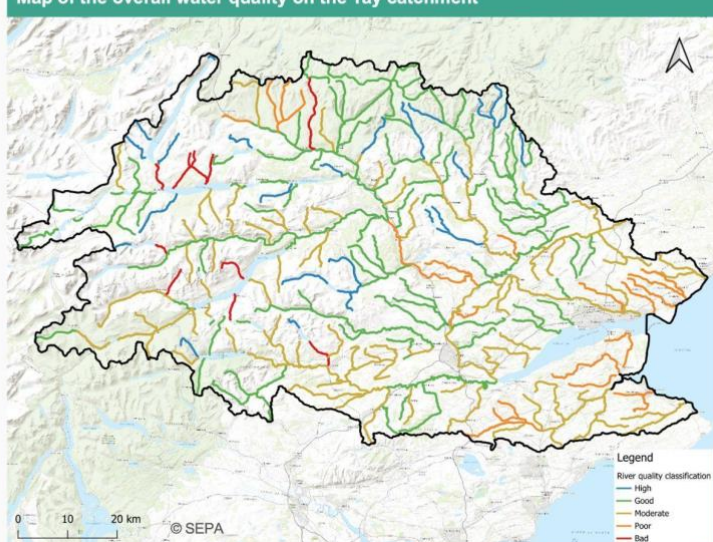 Map of the overall water quality on the Tay catchment
Legend
River quality classification
High
Good
Moderate
Poor
Bad
0 10 20 km
© SEPA